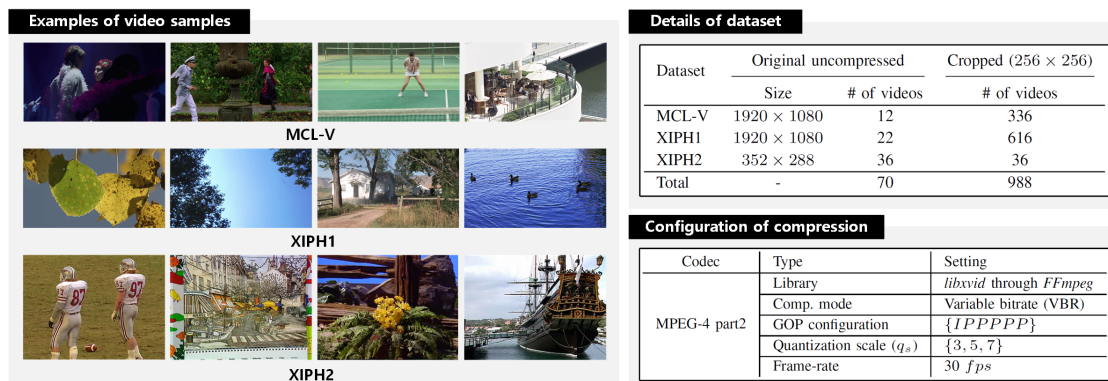 Examples of video samples
MCL-V
XIPH1
87
97
XIPH2
Details of dataset
Dataset Original uncompressed Cropped (256 × 256)
Size # of videos # of videos
MCL-V 1920 × 1080 12 336
XIPH1 1920 × 1080 22 616
XIPH2 352 × 288 36 36
Total - 70 988
Configuration of compression
Codec Type Setting
MPEG-4 part2 Library libxvid through FFmpeg
Comp. mode Variable bitrate (VBR)
GOP configuration {IPPPPP}
Quantization scale (qs) {3, 5, 7}
Frame-rate 30 fps